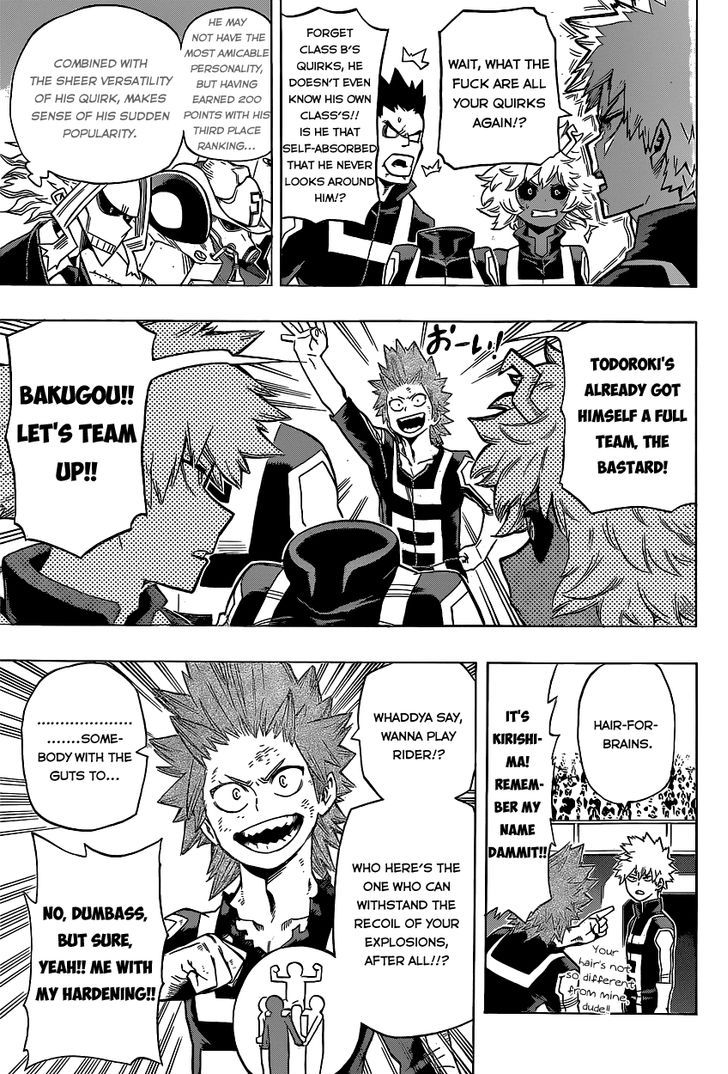 WAIT, WHAT THE
FUCK ARE ALL
YOUR QUIRKS
AGAIN!?
FORGET
CLASS B'S
QUIRKS, HE
DOESN'T EVEN
KNOW HIS OWN
CLASS'S!!
IS HE THAT
SELF-ABSORBED
THAT HE NEVER
LOOKS AROUND
HIM!?
HE MAY
NOT HAVE THE
MOST AMICABLE
PERSONALITY,
BUT HAVING
EARNED 200
POINTS WITH HIS
THIRD PLACE
RANKING...
COMBINED WITH
THE SHEER VERSATILITY
OF HIS QUIRK, MAKES
SENSE OF HIS SUDDEN
POPULARITY.
おーい!
TODOROKI'S
ALREADY GOT
HIMSELF A FULL
TEAM, THE
BASTARD!
BAKUGOU!!
LET'S TEAM
UP!!
HAIR-FOR-
BRAINS.
IT'S
KIRISHI-
MA!
REMEM-
BER MY
NAME
DAMMIT!!
Your
hair's not
so different
from mine
dude!!
WHADDYA SAY,
WANNA PLAY
RIDER!?
WHO HERE'S THE
ONE WHO CAN
WITHSTAND THE
RECOIL OF YOUR
EXPLOSIONS,
AFTER ALL!!?
.....................
.......SOME-
BODY WITH THE
GUTS TO...
NO, DUMBASS,
BUT SURE,
YEAH!! ME WITH
MY HARDENING!!